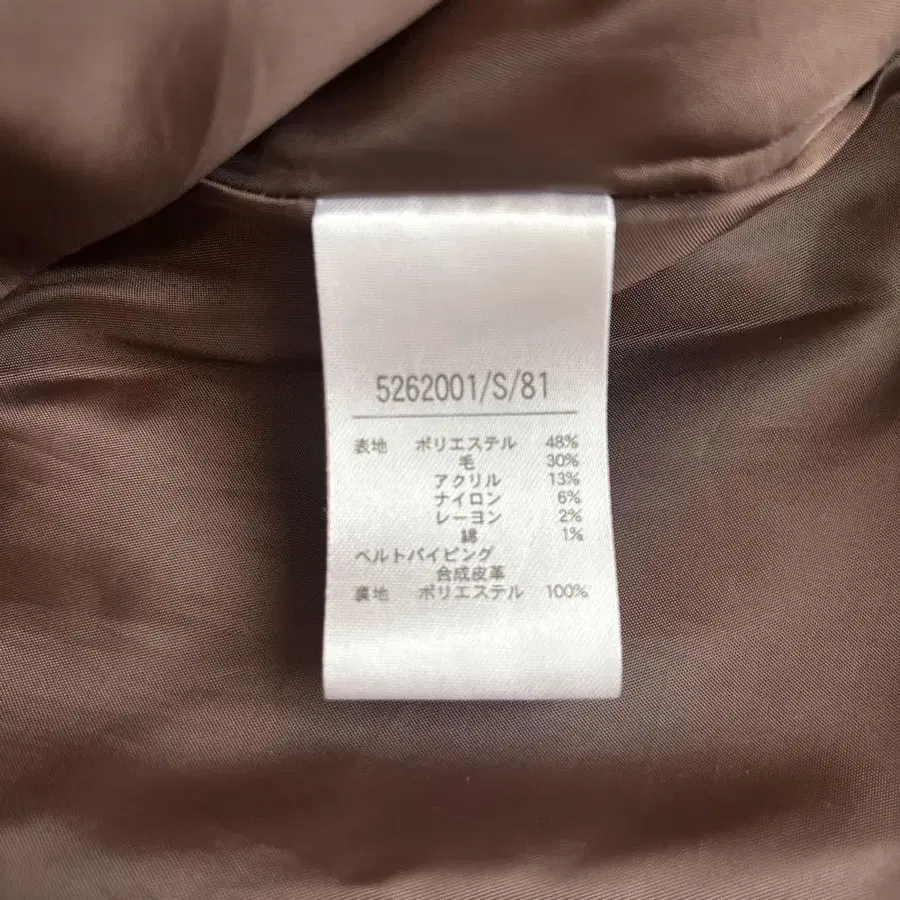 5262001/S/81
表地 ポリエステル 48%
毛 30%
アクリル 13%
ナイロン 6%
レーヨン 2%
綿 1%
ベルトパイピング
合成皮革
裏地 ポリエステル 100%